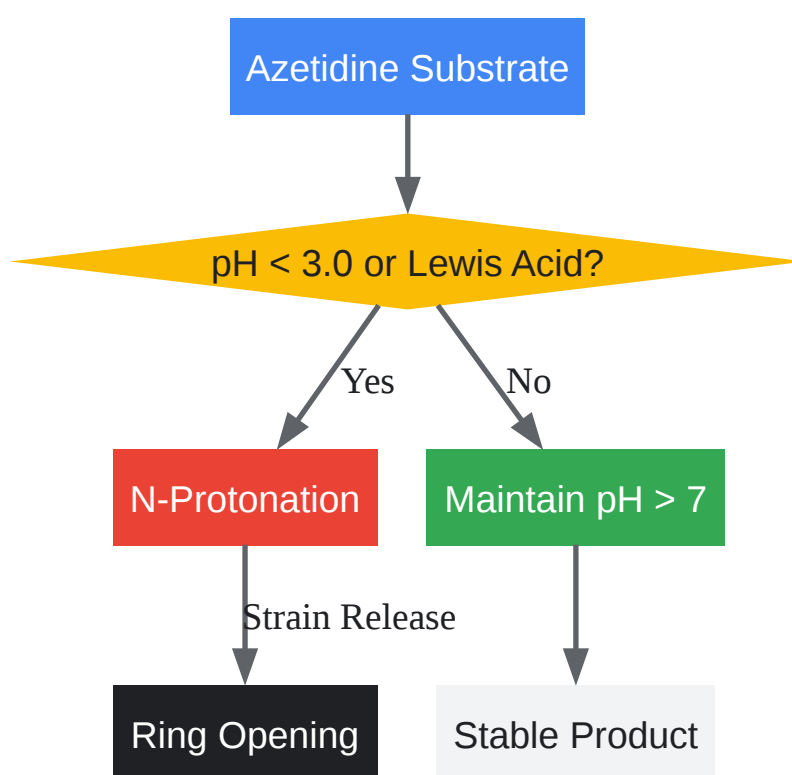 Azetidine Substrate
pH < 3.0 or Lewis Acid?
Yes
No
N-Protonation
Maintain pH > 7
Strain Release
Ring Opening
Stable Product